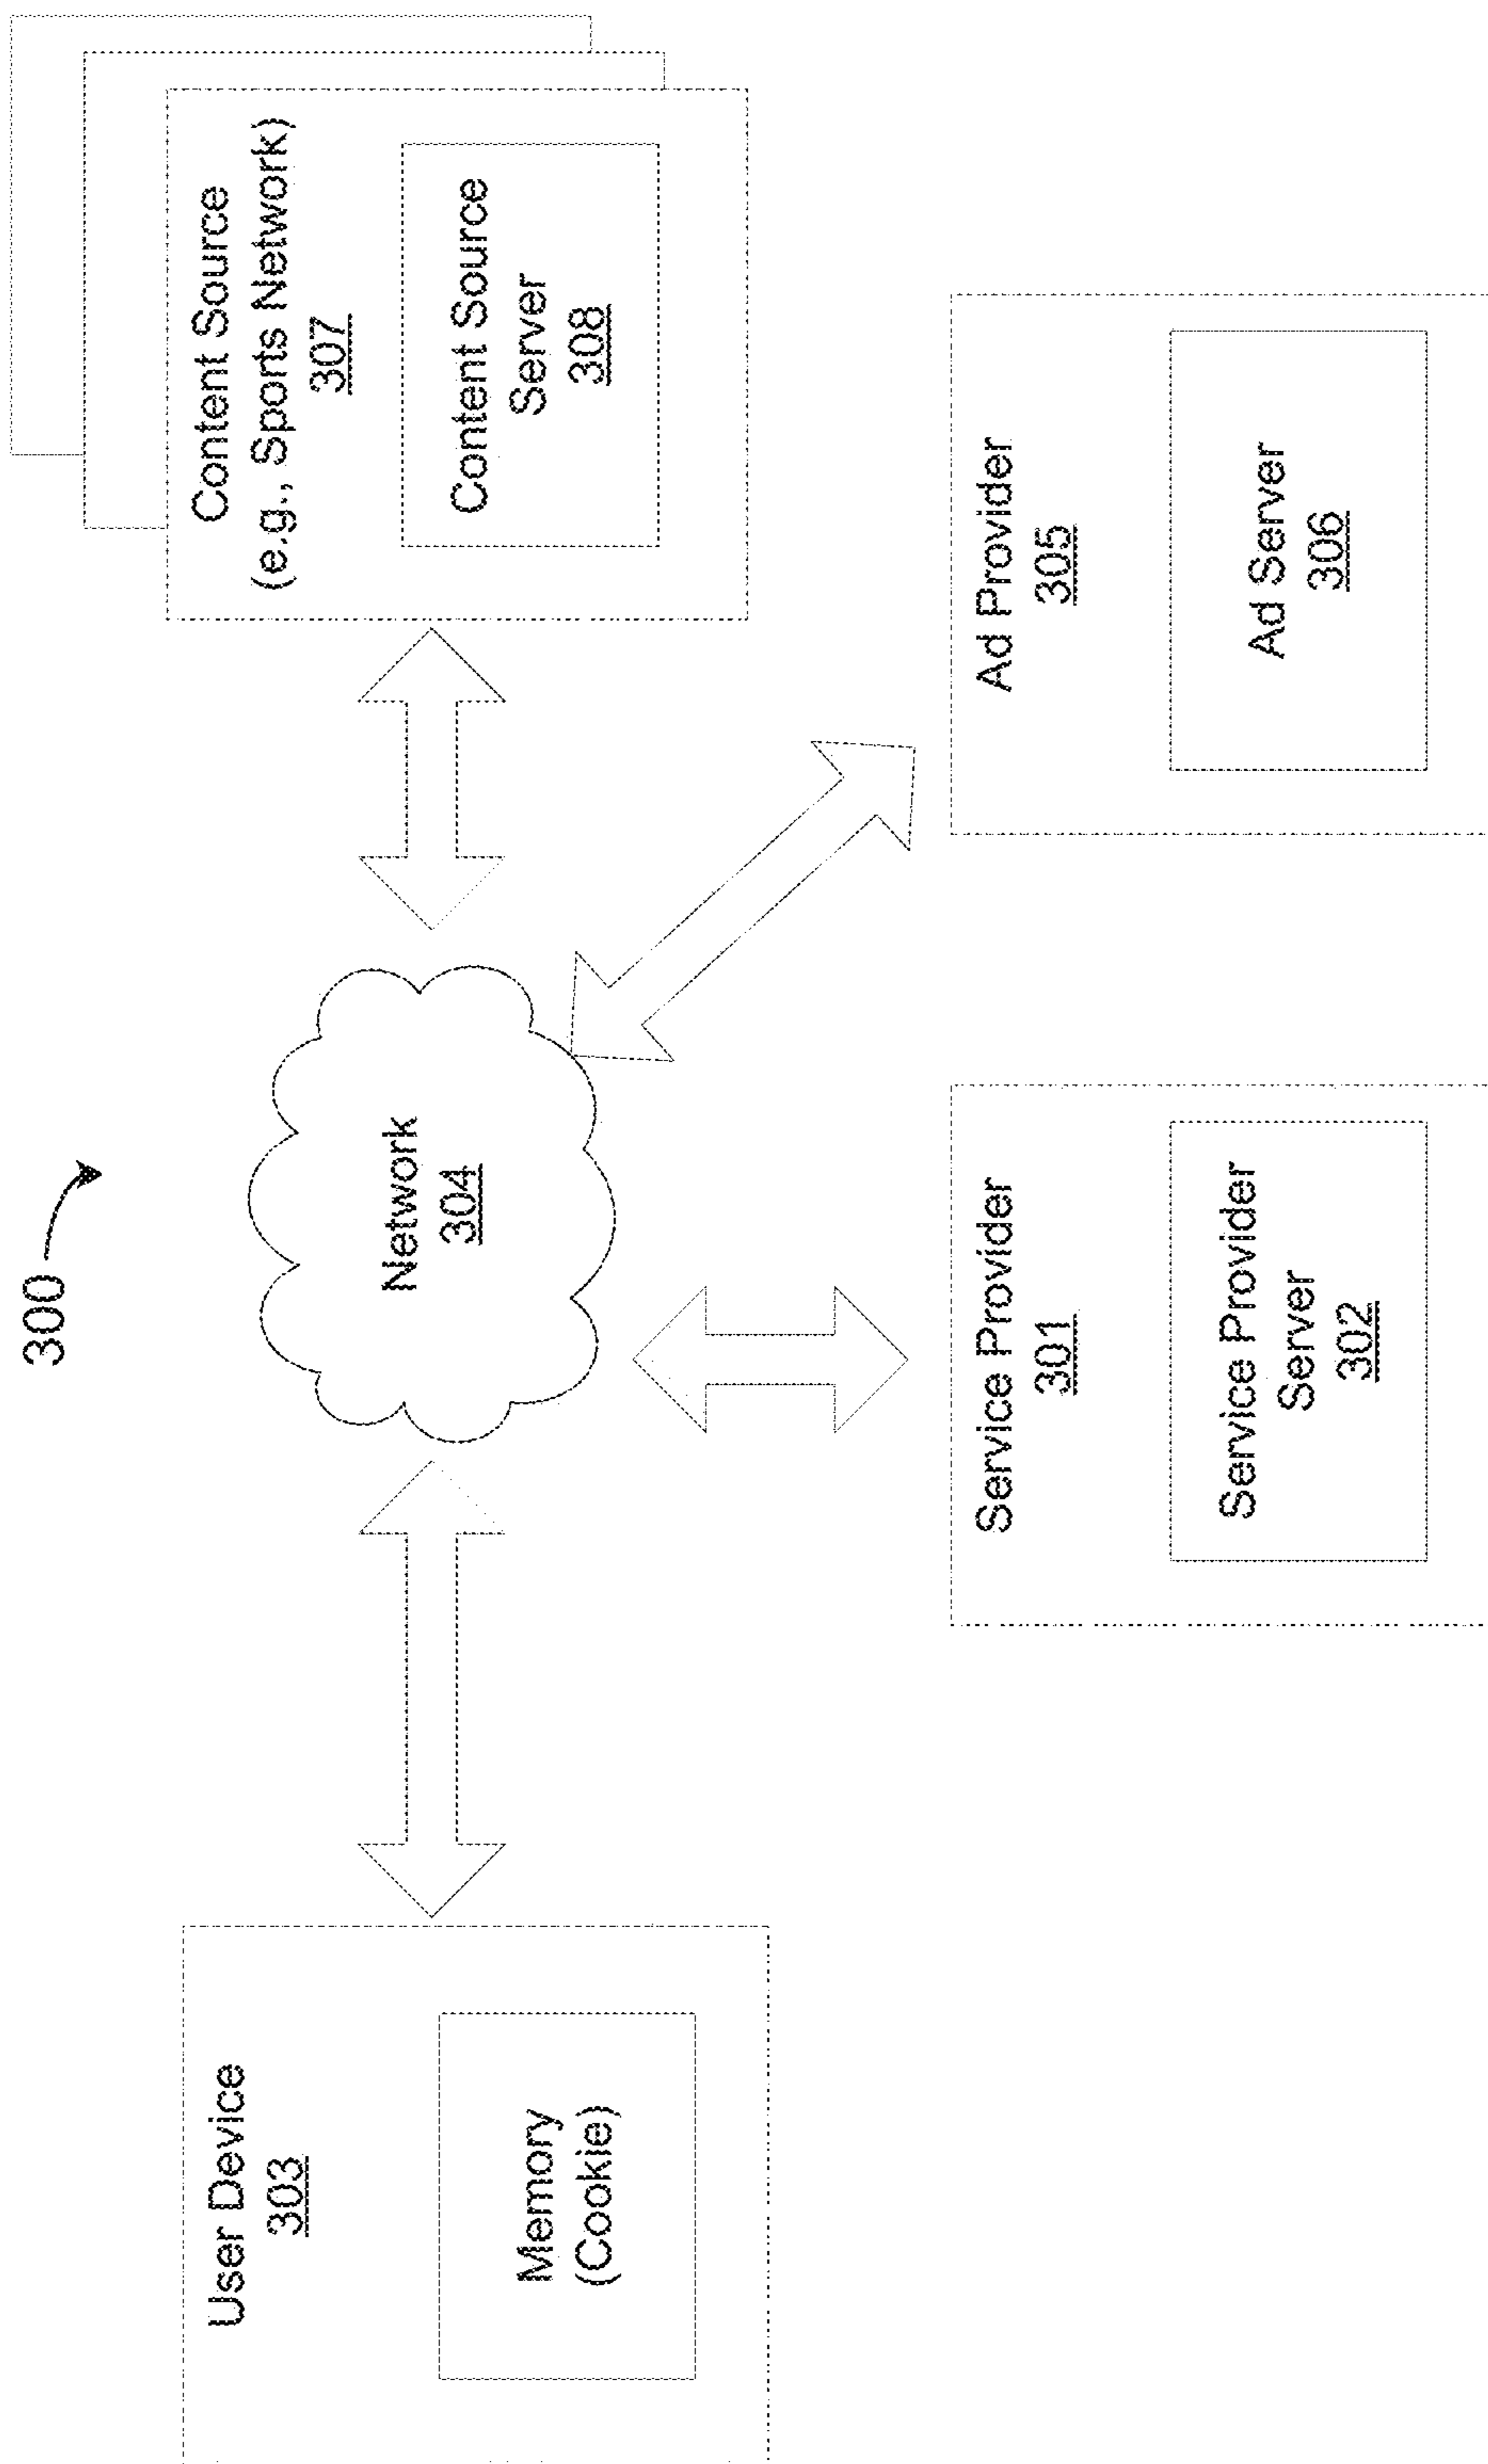 300
User Device
303
Memory
(Cookie)
Network
304
Content Source
(e.g., Sports Network)
307
Content Source
Server
308
Service Provider
301
Service Provider
Server
302
Ad Provider
305
Ad Server
306